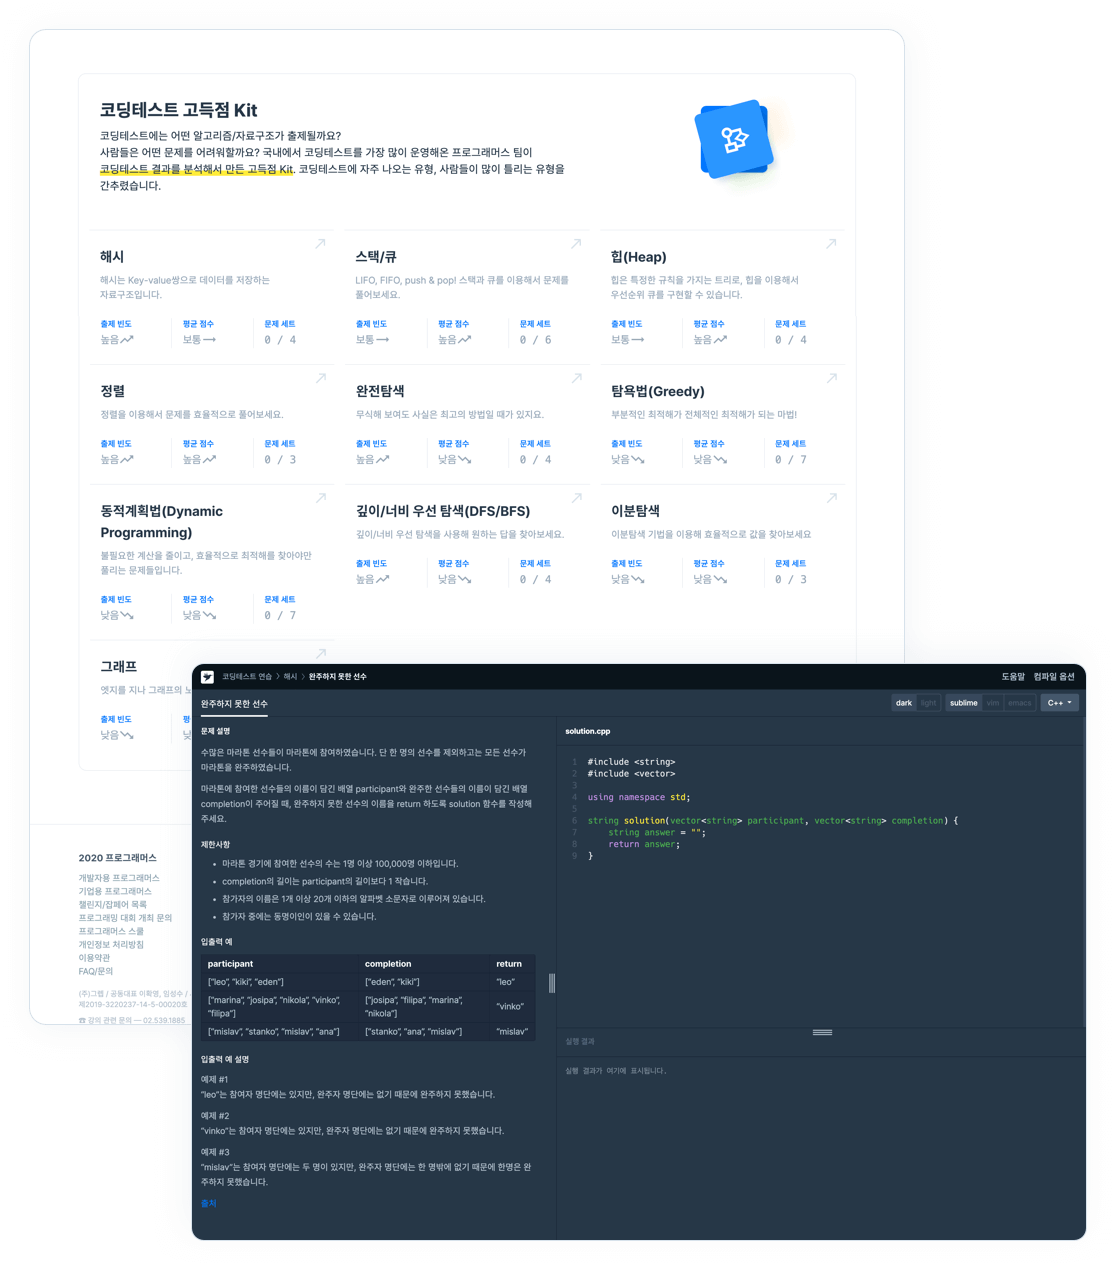 코딩테스트 고득점 Kit
코딩테스트에는 어떤 알고리즘/자료구조가 출제될까요?
사람들은 어떤 문제를 어려워할까요? 국내에서 코딩테스트를 가장 많이 운영해온 프로그래머스 팀이
코딩테스트 결과를 분석해서 만든 고득점 Kit. 코딩테스트에 자주 나오는 유형, 사람들이 많이 틀리는 유형을
간추렸습니다.
해시
해시는 Key-value쌍으로 데이터를 저장하는
자료구조입니다.
출제 빈도 평균 점수 문제 세트
높음 보통 0 / 4
스택/큐
LIFO, FIFO, push & pop! 스택과 큐를 이용해서 문제를
풀어보세요.
출제 빈도 평균 점수 문제 세트
보통 높음 0 / 6
힙(Heap)
힙은 특정한 규칙을 가지는 트리로, 힙을 이용해서
우선순위 큐를 구현할 수 있습니다.
출제 빈도 평균 점수 문제 세트
보통 높음 0 / 4
정렬
정렬을 이용해서 문제를 효율적으로 풀어보세요.
출제 빈도 평균 점수 문제 세트
높음 높음 0 / 3
완전탐색
무식해 보여도 사실은 최고의 방법일 때가 있지요.
출제 빈도 평균 점수 문제 세트
높음 낮음 0 / 4
탐욕법(Greedy)
부분적인 최적해가 전체적인 최적해가 되는 마법!
출제 빈도 평균 점수 문제 세트
낮음 낮음 0 / 7
동적계획법(Dynamic
Programming)
불필요한 계산을 줄이고, 효율적으로 최적해를 찾아야만
풀리는 문제들입니다.
출제 빈도 평균 점수 문제 세트
낮음 낮음 0 / 7
깊이/너비 우선 탐색(DFS/BFS)
깊이/너비 우선 탐색을 사용해 원하는 답을 찾아보세요.
출제 빈도 평균 점수 문제 세트
높음 낮음 0 / 4
이분탐색
이분탐색 기법을 이용해 효율적으로 값을 찾아보세요
출제 빈도 평균 점수 문제 세트
낮음 낮음 0 / 3
그래프
엣지를 지나 그래프의
출제 빈도
낮음
2020 프로그래머스
개발자용 프로그래머스
기업용 프로그래머스
챌린지/잡페어 목록
프로그래밍 대회 개최 문의
프로그래머스 스쿨
개인정보 처리방침
이용약관
FAQ/문의
(주)그렙 / 공동대표 이확영, 임성수 /
제2019-3220237-14-5-00020호
☎ 강의 관련 문의 — 02.539.1885
코딩테스트 연습 〉 해시 〉 완주하지 못한 선수
도움말 컴파일 옵션
완주하지 못한 선수
dark light sublime vim emacs C++
문제 설명
수많은 마라톤 선수들이 마라톤에 참여하였습니다. 단 한 명의 선수를 제외하고는 모든 선수가
마라톤을 완주하였습니다.
마라톤에 참여한 선수들의 이름이 담긴 배열 participant와 완주한 선수들의 이름이 담긴 배열
completion이 주어질 때, 완주하지 못한 선수의 이름을 return 하도록 solution 함수를 작성해
주세요.
제한사항
• 마라톤 경기에 참여한 선수의 수는 1명 이상 100,000명 이하입니다.
• completion의 길이는 participant의 길이보다 1 작습니다.
• 참가자의 이름은 1개 이상 20개 이하의 알파벳 소문자로 이루어져 있습니다.
• 참가자 중에는 동명이인이 있을 수 있습니다.
입출력 예
participant completion return
["leo", "kiki", "eden"] ["eden", "kiki"] "leo"
["marina", "josipa", "nikola", "vinko", ["josipa", "filipa", "marina", "vinko"
"filipa"] "nikola"]
["mislav", "stanko", "mislav", "ana"] ["stanko", "ana", "mislav"] "mislav"
입출력 예 설명
예제 #1
"leo"는 참여자 명단에는 있지만, 완주자 명단에는 없기 때문에 완주하지 못했습니다.
예제 #2
"vinko"는 참여자 명단에는 있지만, 완주자 명단에는 없기 때문에 완주하지 못했습니다.
예제 #3
"mislav"는 참여자 명단에는 두 명이 있지만, 완주자 명단에는 한 명밖에 없기 때문에 한명은 완
주하지 못했습니다.
출처
solution.cpp
1 #include <string>
2 #include <vector>
3
4 using namespace std;
5
6 string solution(vector<string> participant, vector<string> completion) {
7 string answer = "";
8 return answer;
9 }
실행 결과
실행 결과가 여기에 표시됩니다.